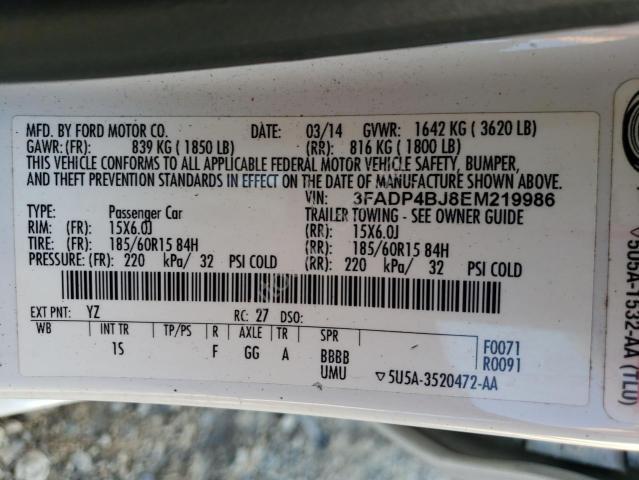 MFD. BY FORD MOTOR CO. DATE: 03/14 GVWR: 1642 KG ( 3620 LB)
GAWR:(FR): 839 KG ( 1850 LB) (RR): 816 KG ( 1800 LB)
THIS VEHICLE CONFORMS TO ALL APPLICABLE FEDERAL MOTOR VEHICLE SAFETY, BUMPER,
AND THEFT PREVENTION STANDARDS IN EFFECT ON THE DATE OF MANUFACTURE SHOWN ABOVE.
VIN: 3FADP4BJ8EM219986
TYPE: Passenger Car TRAILER TOWING - SEE OWNER GUIDE
RIM: (FR): 15X6.0J (RR): 15X6.0J
TIRE: (FR): 185/60R15 84H (RR): 185/60R15 84H
PRESSURE: (FR): 220 kPa/ 32 PSI COLD (RR): 220 kPa/ 32 PSI COLD
EXT PNT: YZ RC: 27 DSO:
WB INT TR TP/PS R AXLE TR SPR
1S F GG A BBBB
UMU
F0071
R0091
▽5U5A-3520472-AA
▽5U5A-1532-AA (TL0)